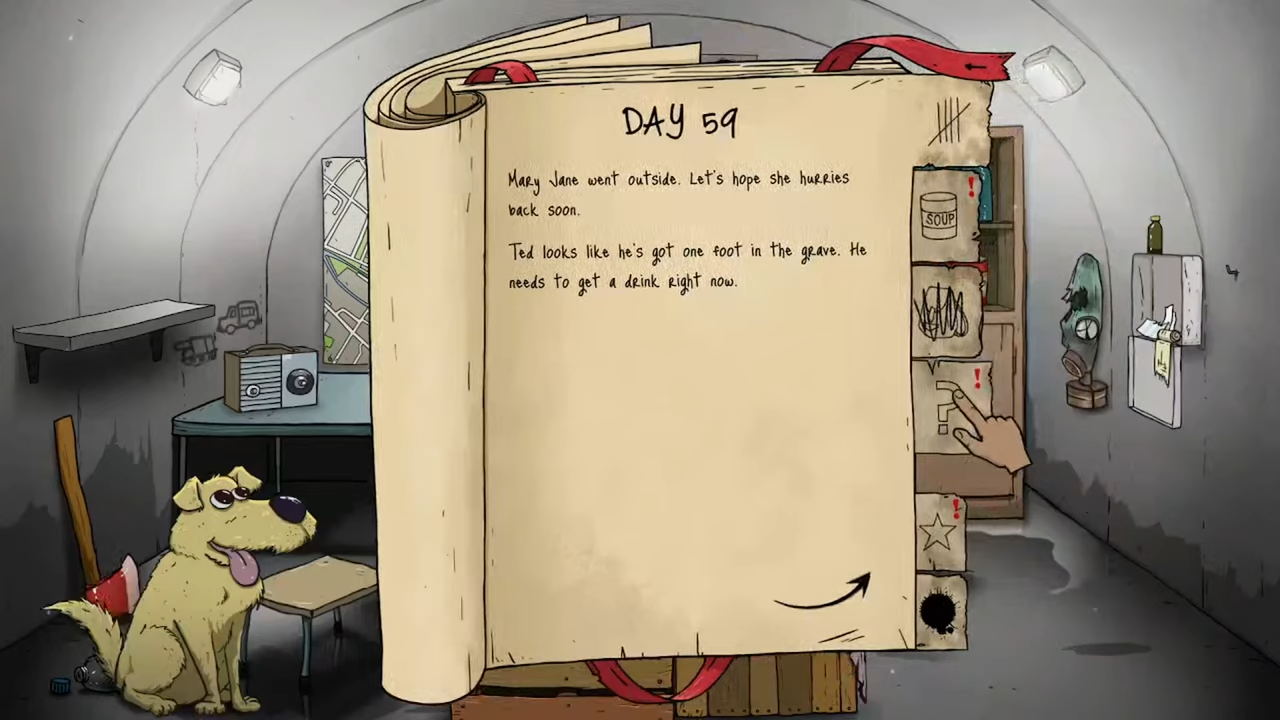 DAY 59
Mary Jane went outside. Let's hope she hurries
back soon.
Ted looks like he's got one foot in the grave. He
needs to get a drink right now.
!
SOUP
!
?
!